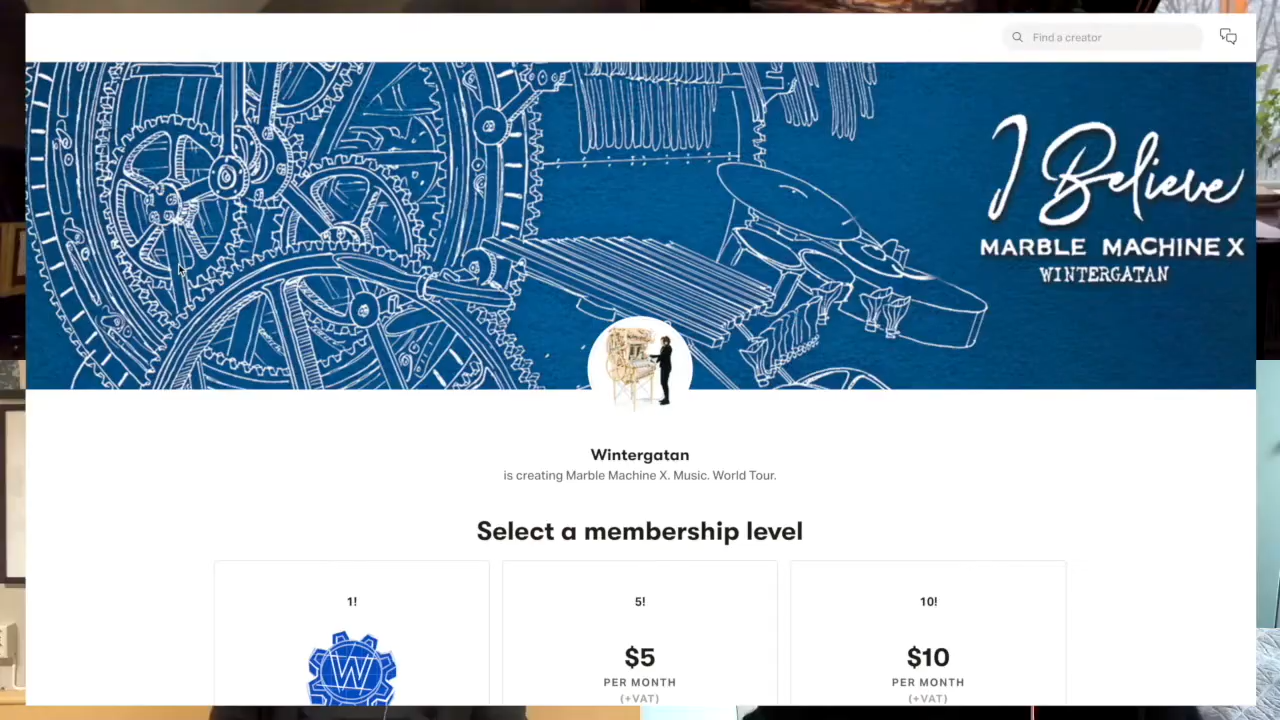 Find a creator
I Believe
MARBLE MACHINE X
WINTERGATAN
Wintergatan
is creating Marble Machine X. Music. World Tour.
Select a membership level
1!
5!
10!
W
$5
$10
PER MONTH
PER MONTH
(+VAT)
(+VAT)